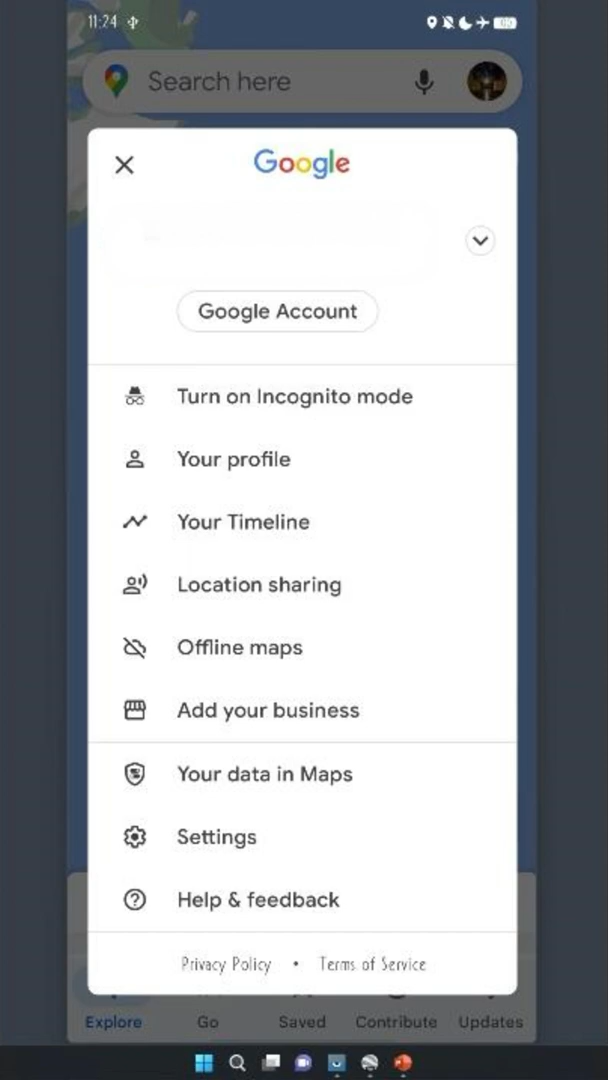 11:24
Search here
Google
Google Account
Turn on Incognito mode
Your profile
Your Timeline
Location sharing
Offline maps
Add your business
Your data in Maps
Settings
Help & feedback
Privacy Policy • Terms of Service
Explore Go Saved Contribute Updates